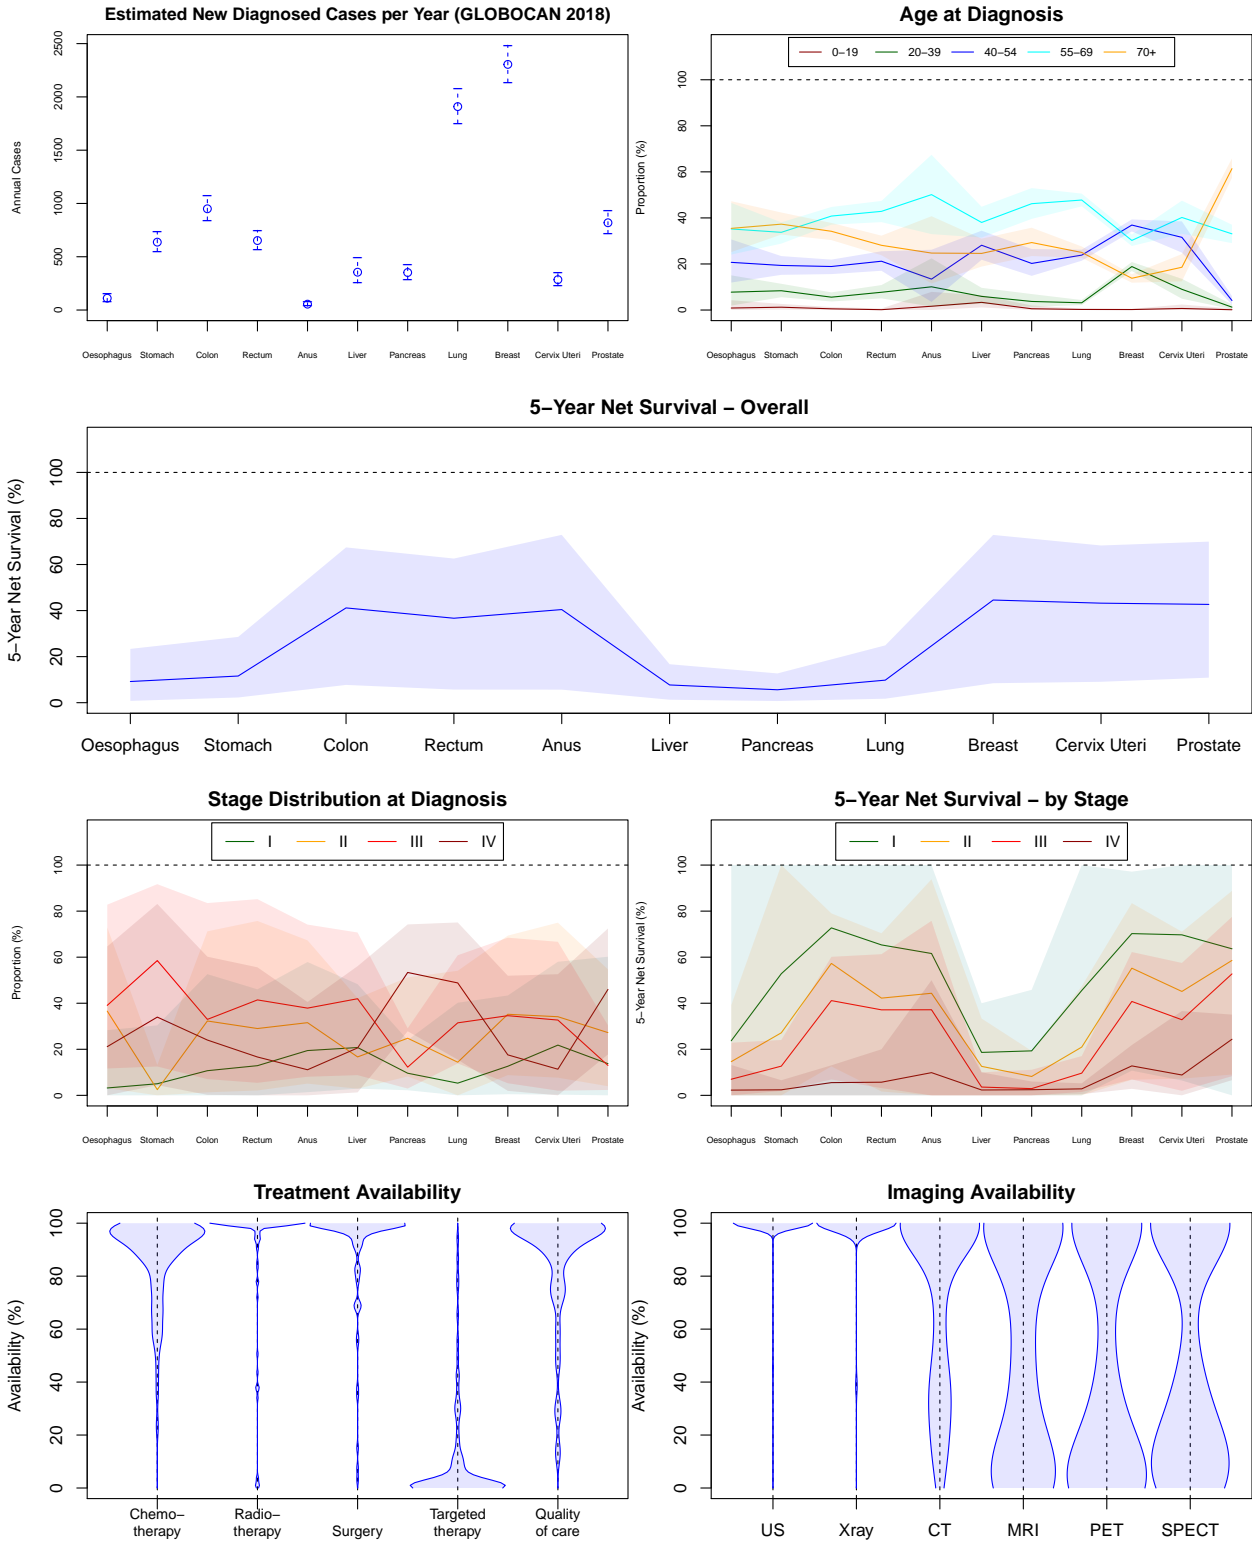 Estimated New Diagnosed Cases per Year (GLOBOCAN 2018)
Annual Cases
0
500
1000
1500
2000
2500
Oesophagus Stomach Colon Rectum Anus Liver Pancreas Lung Breast Cervix Uteri Prostate
Age at Diagnosis
0−19 20−39 40−54 55−69 70+
Proportion (%)
0
20
40
60
80
100
Oesophagus Stomach Colon Rectum Anus Liver Pancreas Lung Breast Cervix Uteri Prostate
5−Year Net Survival − Overall
5−Year Net Survival (%)
0
20
40
60
80
100
Oesophagus Stomach Colon Rectum Anus Liver Pancreas Lung Breast Cervix Uteri Prostate
Stage Distribution at Diagnosis
I II III IV
Proportion (%)
0
20
40
60
80
100
Oesophagus Stomach Colon Rectum Anus Liver Pancreas Lung Breast Cervix Uteri Prostate
5−Year Net Survival − by Stage
I II III IV
5−Year Net Survival (%)
0
20
40
60
80
100
Oesophagus Stomach Colon Rectum Anus Liver Pancreas Lung Breast Cervix Uteri Prostate
Treatment Availability
Availability (%)
0
20
40
60
80
100
Chemo−
therapy
Radio−
therapy
Surgery
Targeted
therapy
Quality
of care
Imaging Availability
Availability (%)
0
20
40
60
80
100
US Xray CT MRI PET SPECT